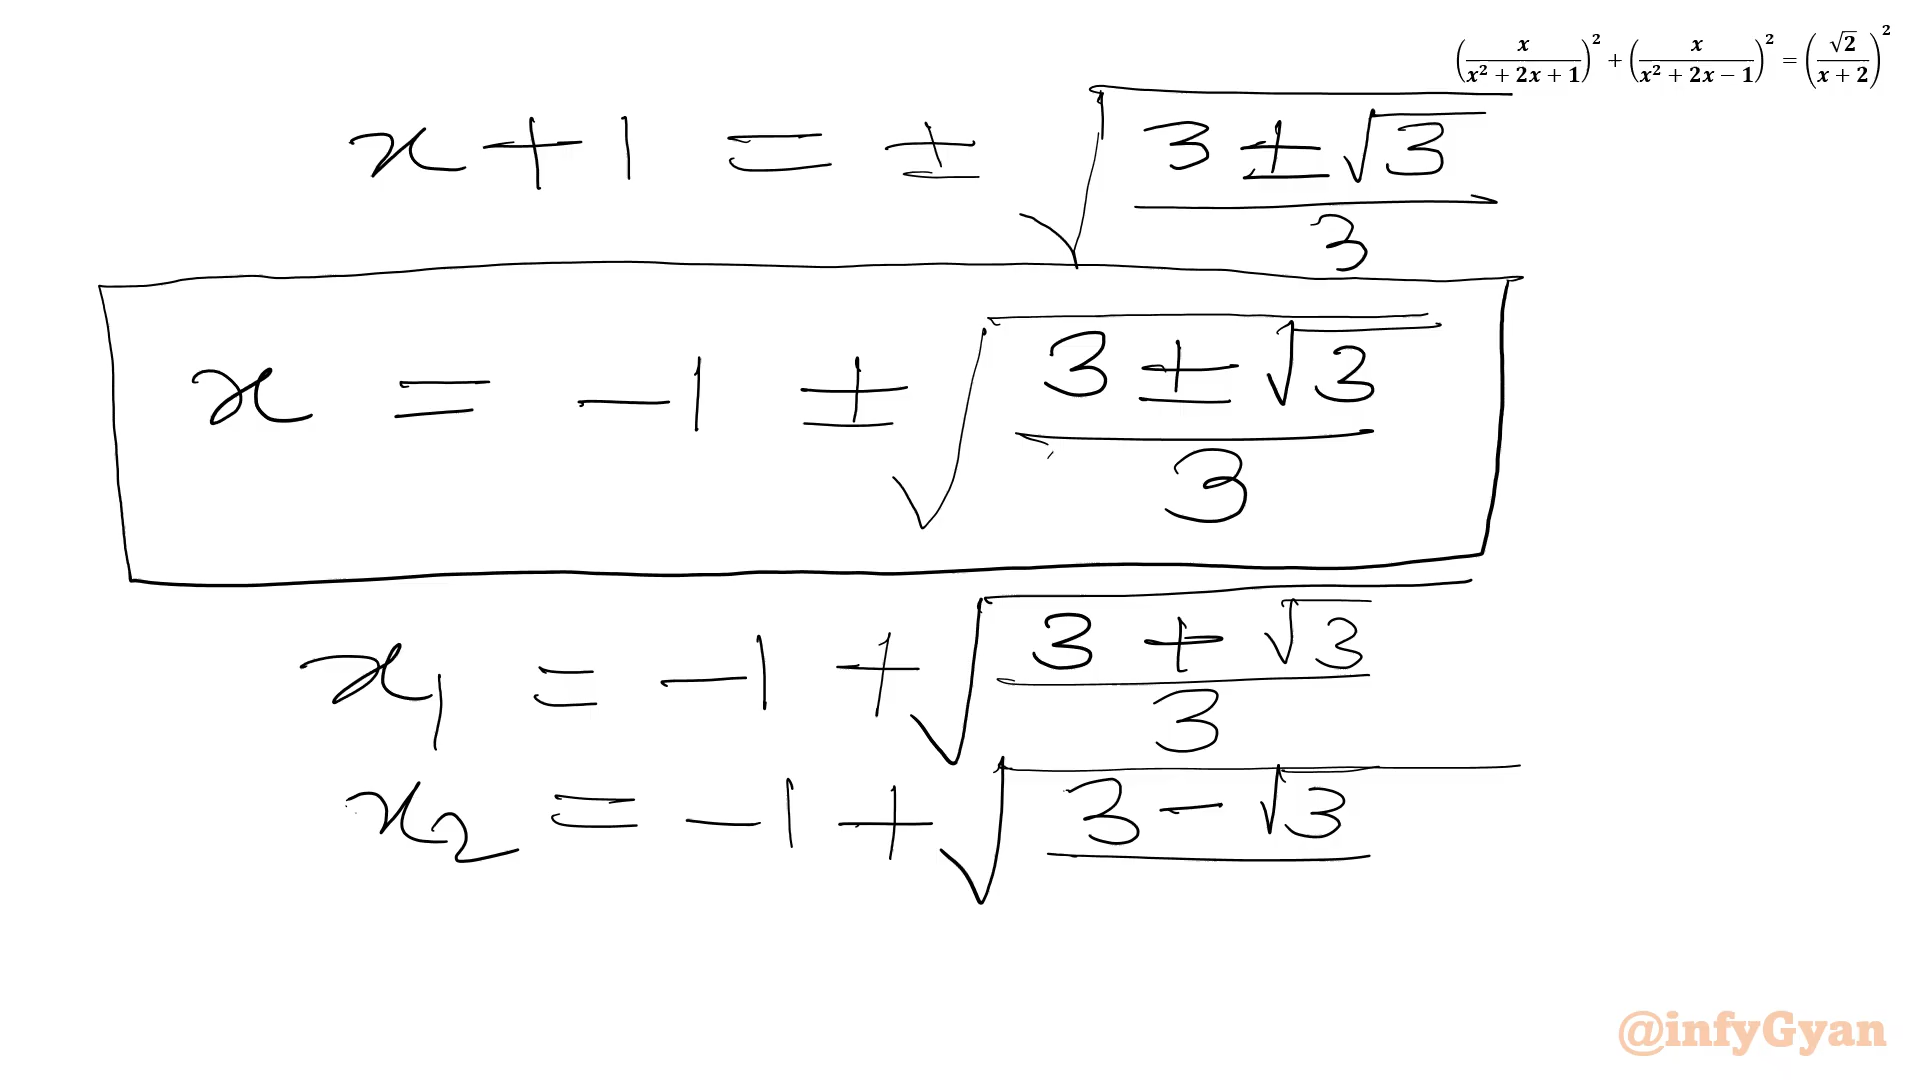 (x/(x² + 2x + 1))² + (x/(x² + 2x − 1))² = (√2/(x + 2))²
x + 1 = ± √((3 ± √3)/3)
x = −1 ± √((3 ± √3)/3)
x₁ = −1 + √((3 + √3)/3)
x₂ = −1 + √(3 − √3)
@infyGyan